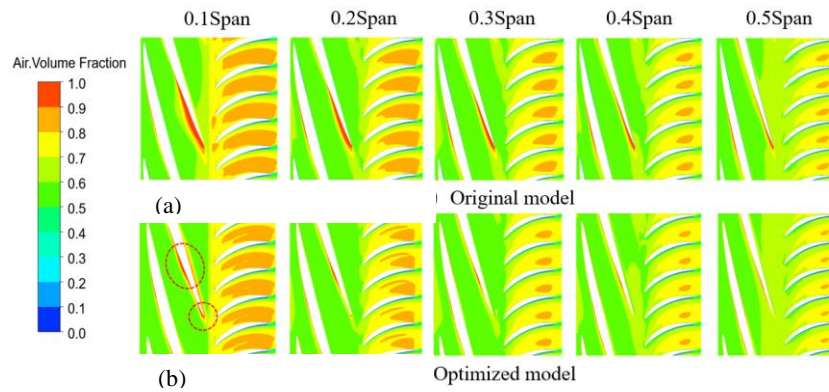 0.1Span 0.2Span 0.3Span 0.4Span 0.5Span
Air.Volume Fraction
1.0
0.9
0.8
0.7
0.6
0.5
0.4
0.3
0.2
0.1
0.0
(a) ) Original model
(b) Optimized model